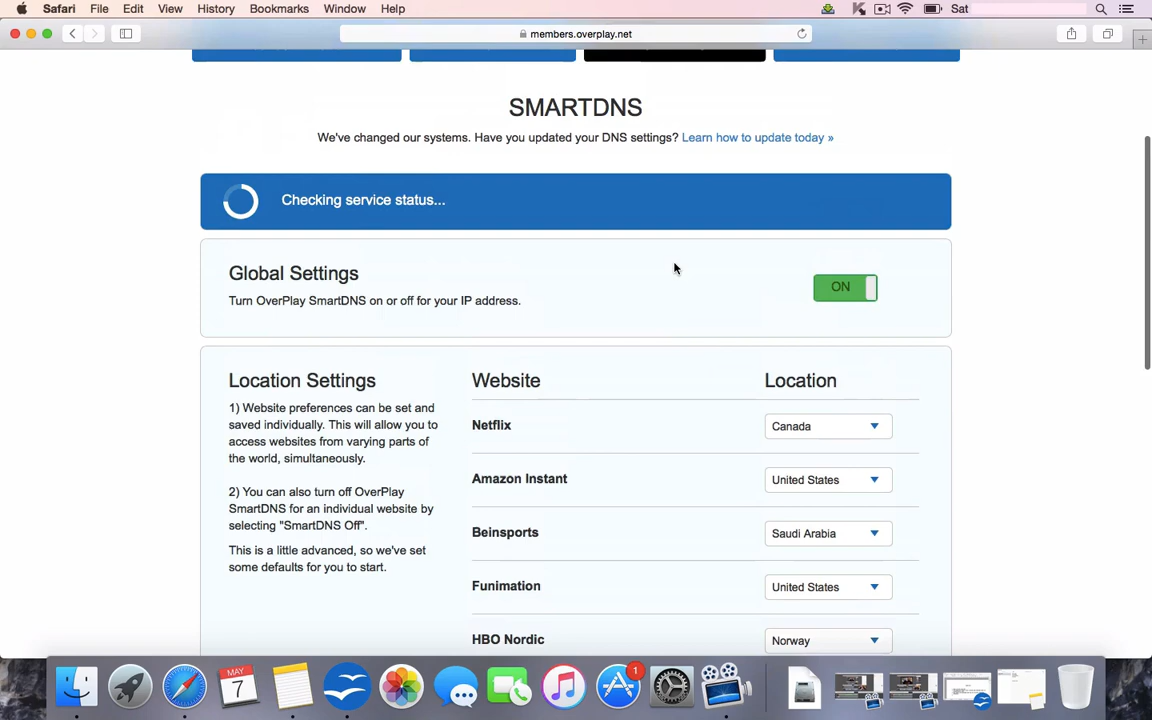 Safari File Edit View History Bookmarks Window Help Sat
members.overplay.net
SMARTDNS
We've changed our systems. Have you updated your DNS settings? Learn how to update today »
Checking service status...
Global Settings
Turn OverPlay SmartDNS on or off for your IP address.
ON
Location Settings
1) Website preferences can be set and
saved individually. This will allow you to
access websites from varying parts of
the world, simultaneously.
2) You can also turn off OverPlay
SmartDNS for an individual website by
selecting "SmartDNS Off".
This is a little advanced, so we've set
some defaults for you to start.
Website Location
Netflix Canada
Amazon Instant United States
Beinsports Saudi Arabia
Funimation United States
HBO Nordic Norway
MAY
7
1